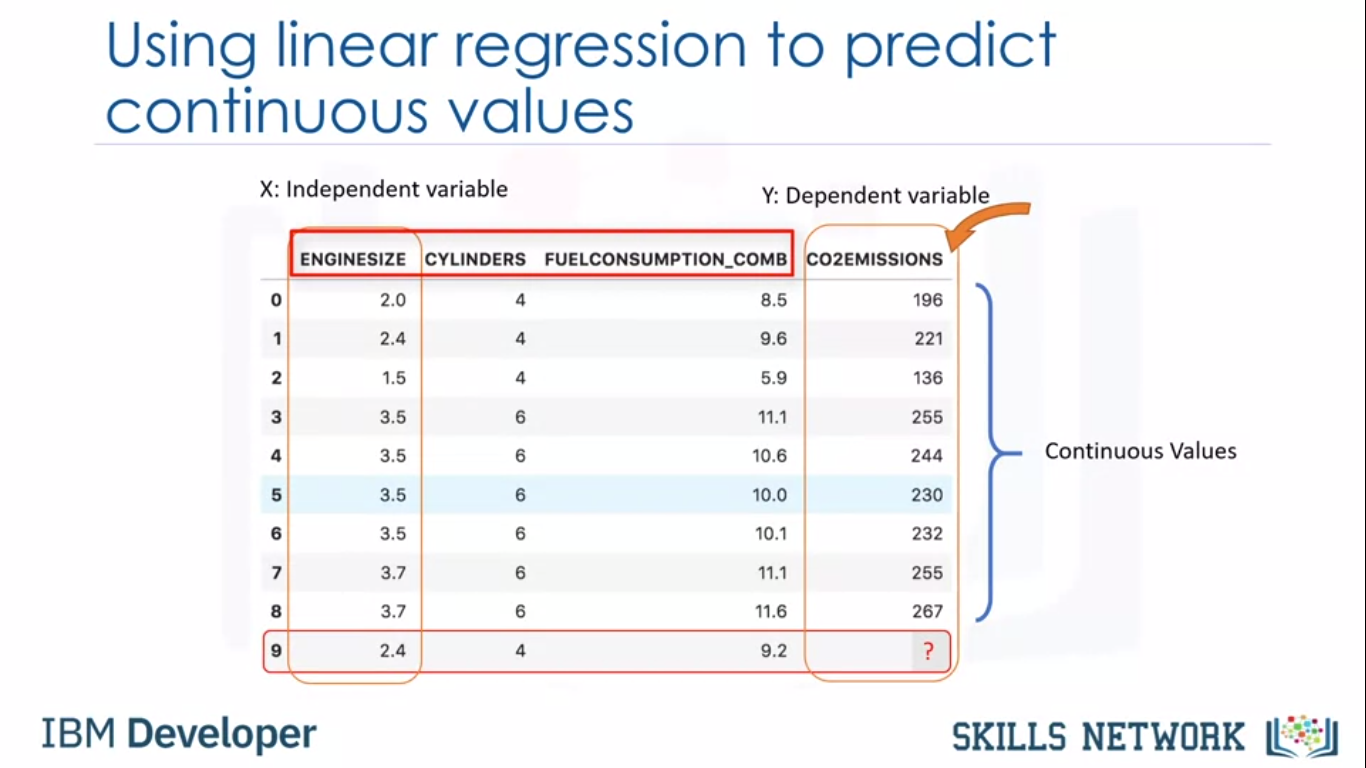 Using linear regression to predict
continuous values
X: Independent variable
Y: Dependent variable
ENGINESIZE CYLINDERS FUELCONSUMPTION_COMB CO2EMISSIONS
0 2.0 4 8.5 196
1 2.4 4 9.6 221
2 1.5 4 5.9 136
3 3.5 6 11.1 255
4 3.5 6 10.6 244
5 3.5 6 10.0 230
6 3.5 6 10.1 232
7 3.7 6 11.1 255
8 3.7 6 11.6 267
9 2.4 4 9.2 ?
Continuous Values
IBM Developer
SKILLS NETWORK